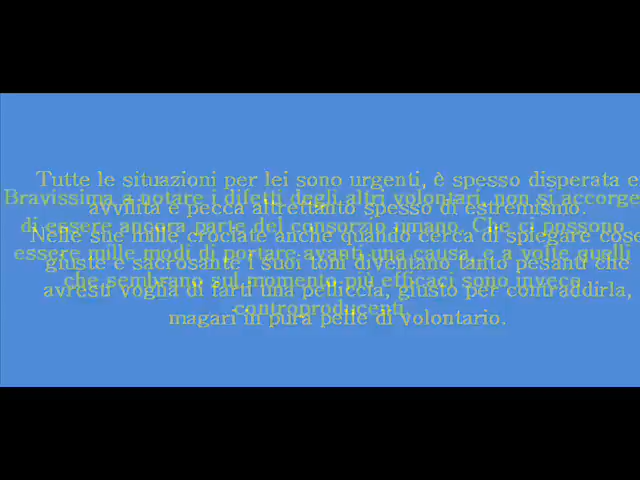 Tutte le situazioni per lei sono urgenti, è spesso disperata e
avvilita e pecca altrettanto spesso di estremismo.
Nelle sue mille crociate anche quando cerca di spiegare cose
giuste e sacrosante i suoi toni diventano tanto pesanti che
avresti voglia di farti una pelliccia, giusto per contraddirla,
magari in pura pelle di volontario.
Bravissima a notare i difetti degli altri volontari, non si accorge
di essere ancora parte del consorzio umano. Che ci possono
essere mille modi di portare avanti una causa, e a volte quelli
che sembrano sul momento più efficaci sono invece
controproducenti.